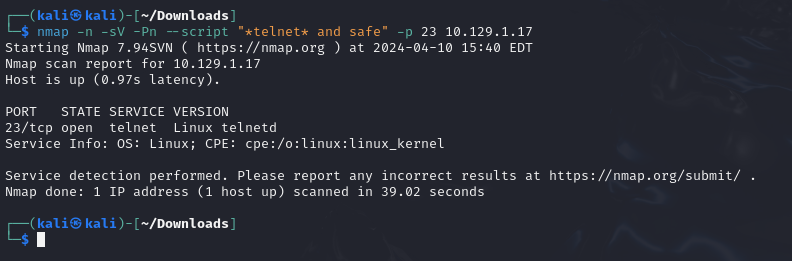 ┌──(kali㉿kali)-[~/Downloads]
└─$ nmap -n -sV -Pn --script "*telnet* and safe" -p 23 10.129.1.17
Starting Nmap 7.94SVN ( https://nmap.org ) at 2024-04-10 15:40 EDT
Nmap scan report for 10.129.1.17
Host is up (0.97s latency).

PORT   STATE SERVICE VERSION
23/tcp open  telnet  Linux telnetd
Service Info: OS: Linux; CPE: cpe:/o:linux:linux_kernel

Service detection performed. Please report any incorrect results at https://nmap.org/submit/ .
Nmap done: 1 IP address (1 host up) scanned in 39.02 seconds

┌──(kali㉿kali)-[~/Downloads]
└─$